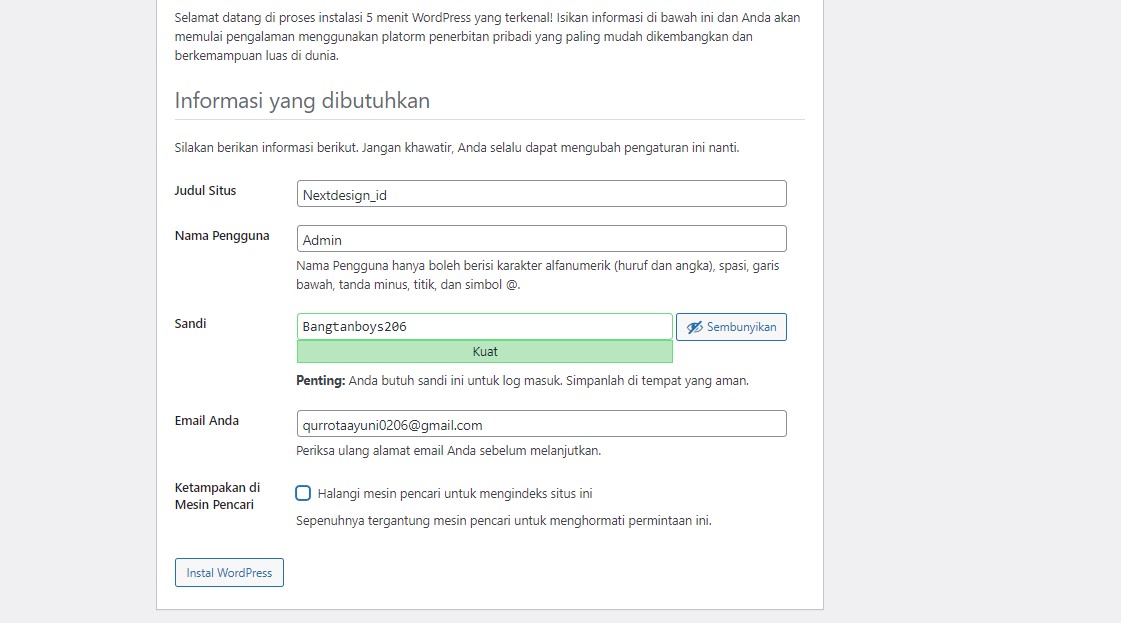 Selamat datang di proses instalasi 5 menit WordPress yang terkenal! Isikan informasi di bawah ini dan Anda akan
memulai pengalaman menggunakan platorm penerbitan pribadi yang paling mudah dikembangkan dan
berkemampuan luas di dunia.
Informasi yang dibutuhkan
Silakan berikan informasi berikut. Jangan khawatir, Anda selalu dapat mengubah pengaturan ini nanti.
Judul Situs
Nextdesign_id
Nama Pengguna
Admin
Nama Pengguna hanya boleh berisi karakter alfanumerik (huruf dan angka), spasi, garis
bawah, tanda minus, titik, dan simbol @.
Sandi
Bangtanboys206
Sembunyikan
Kuat
Penting: Anda butuh sandi ini untuk log masuk. Simpanlah di tempat yang aman.
Email Anda
qurrotaayuni0206@gmail.com
Periksa ulang alamat email Anda sebelum melanjutkan.
Ketampakan di
Mesin Pencari
Halangi mesin pencari untuk mengindeks situs ini
Sepenuhnya tergantung mesin pencari untuk menghormati permintaan ini.
Instal WordPress